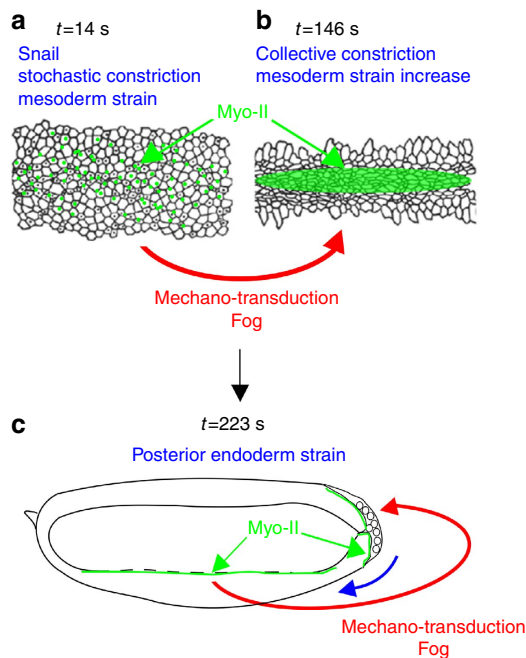 a
t=14 s
Snail
stochastic constriction
mesoderm strain
b
t=146 s
Collective constriction
mesoderm strain increase
Myo-II
Mechano-transduction
Fog
c
t=223 s
Posterior endoderm strain
Myo-II
Mechano-transduction
Fog